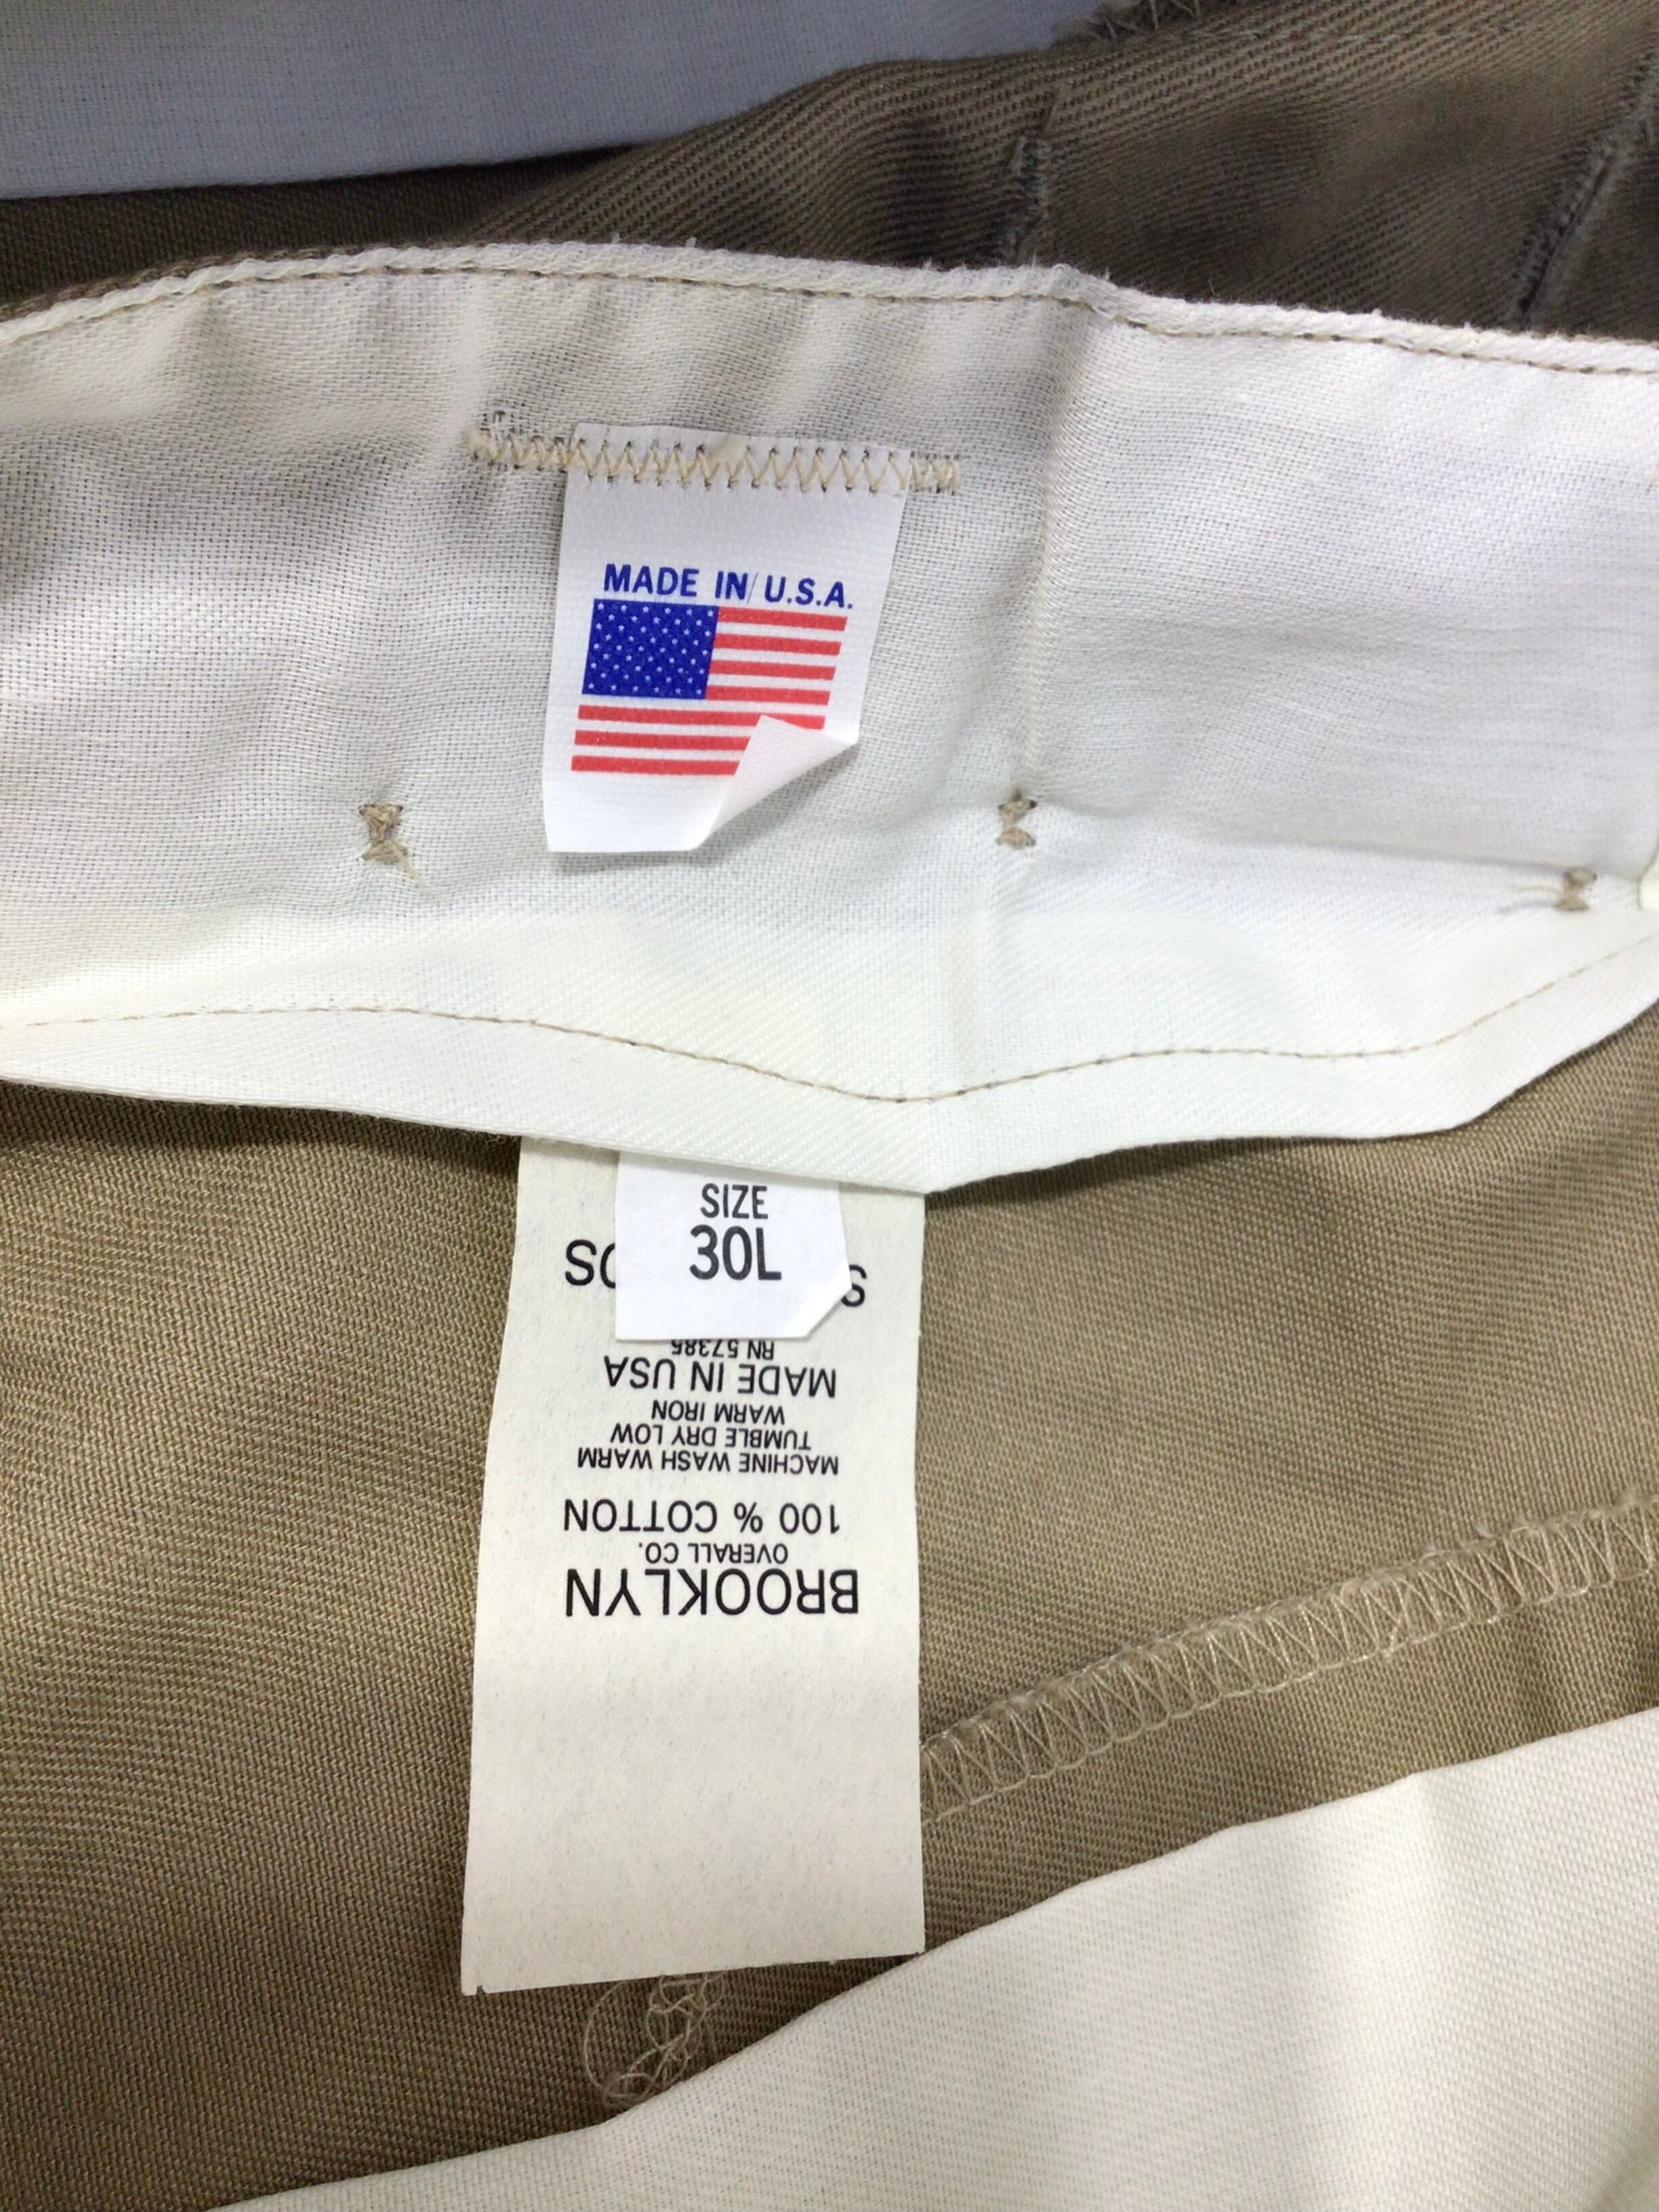 MADE IN U.S.A.
SIZE
30L
BROOKLYN
OVERALL CO.
100 % COTTON
MACHINE WASH WARM
TUMBLE DRY LOW
WARM IRON
MADE IN USA
RN 57385